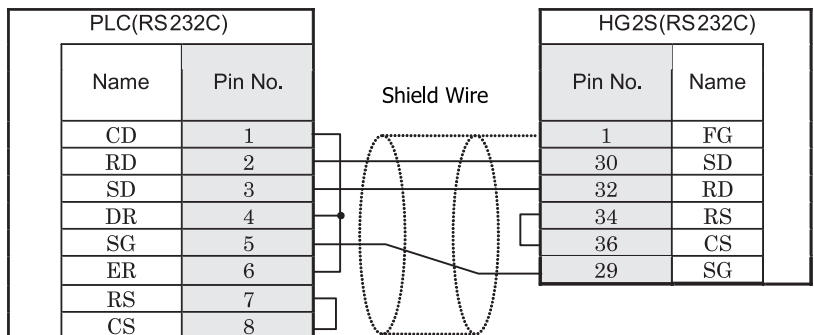 PLC(RS232C)
HG2S(RS232C)
Name Pin No. Shield Wire Pin No. Name
CD 1 1 FG
RD 2 30 SD
SD 3 32 RD
DR 4 34 RS
SG 5 36 CS
ER 6 29 SG
RS 7
CS 8